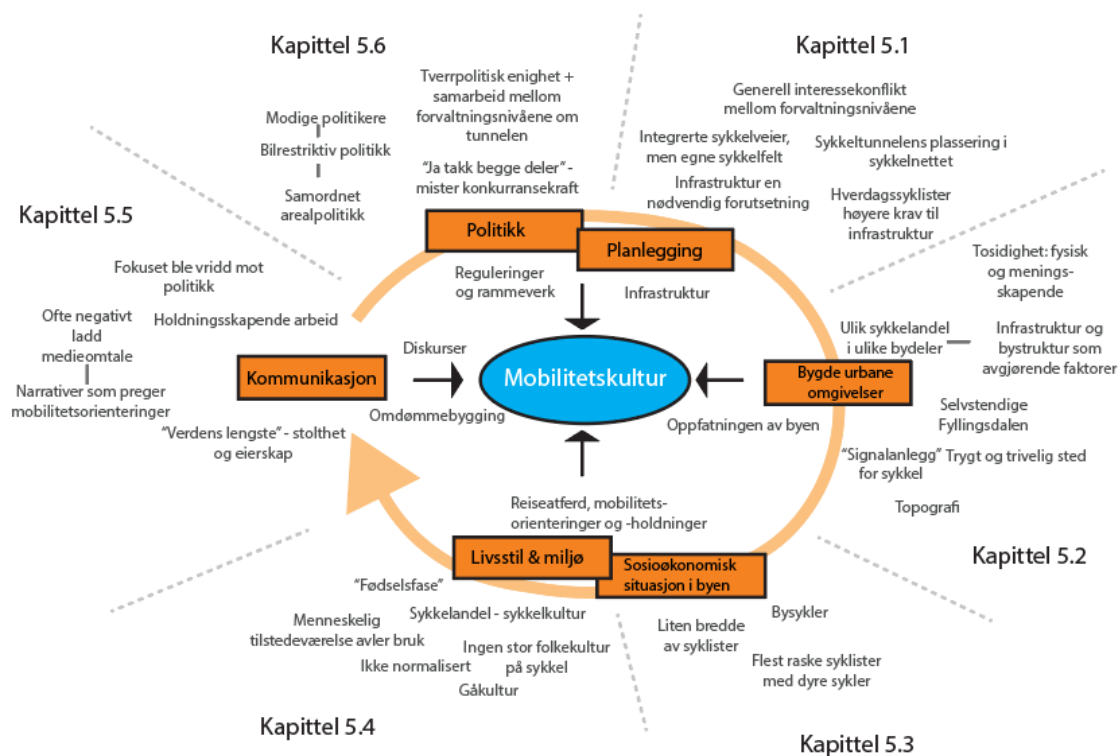 Kapittel 5.6
Tverrpolitisk enighet +
samarbeid mellom
forvaltningsnivåene om
tunnelen
Modige politikere
Bilrestriktiv politikk
Samordnet
arealpolitikk
"Ja takk begge deler" -
mister konkurransekraft
Politikk
Reguleringer
og rammeverk
Kapittel 5.1
Generell interessekonflikt
mellom forvaltningsnivåene
Integrerte sykkelveier,
men egne sykkelfelt
Sykkeltunnelens plassering i
sykkelnettet
Infrastruktur en
nødvendig forutsetning
Hverdagssyklister
høyere krav til
infrastruktur
Planlegging
Infrastruktur
Kapittel 5.5
Fokuset ble vridd mot
politikk
Ofte negativt
ladd
medieomtale
Holdningsskapende arbeid
Narrativer som preger
mobilitetsorienteringer
Kommunikasjon
Diskurser
Omdømmebygging
"Verdens lengste" - stolthet
og eierskap
Mobilitetskultur
Tosidighet: fysisk
og menings-
skapende
Ulik sykkelandel
i ulike bydeler
Infrastruktur og
bystruktur som
avgjørende faktorer
Bygde urbane
omgivelser
Oppfatningen av byen
Selvstendige
Fyllingsdalen
"Signalanlegg"
for sykkel
Trygt og trivelig sted
Topografi
Kapittel 5.2
Reiseatferd, mobilitets-
orienteringer og -holdninger
Livsstil & miljø
Sosioøkonomisk
situasjon i byen
"Fødselsfase"
Sykkelandel - sykkelkultur
Menneskelig
tilstedeværelse avler bruk
Ingen stor folkekultur
på sykkel
Ikke normalisert
Gåkultur
Kapittel 5.4
Bysykler
Liten bredde
av syklister
Flest raske syklister
med dyre sykler
Kapittel 5.3